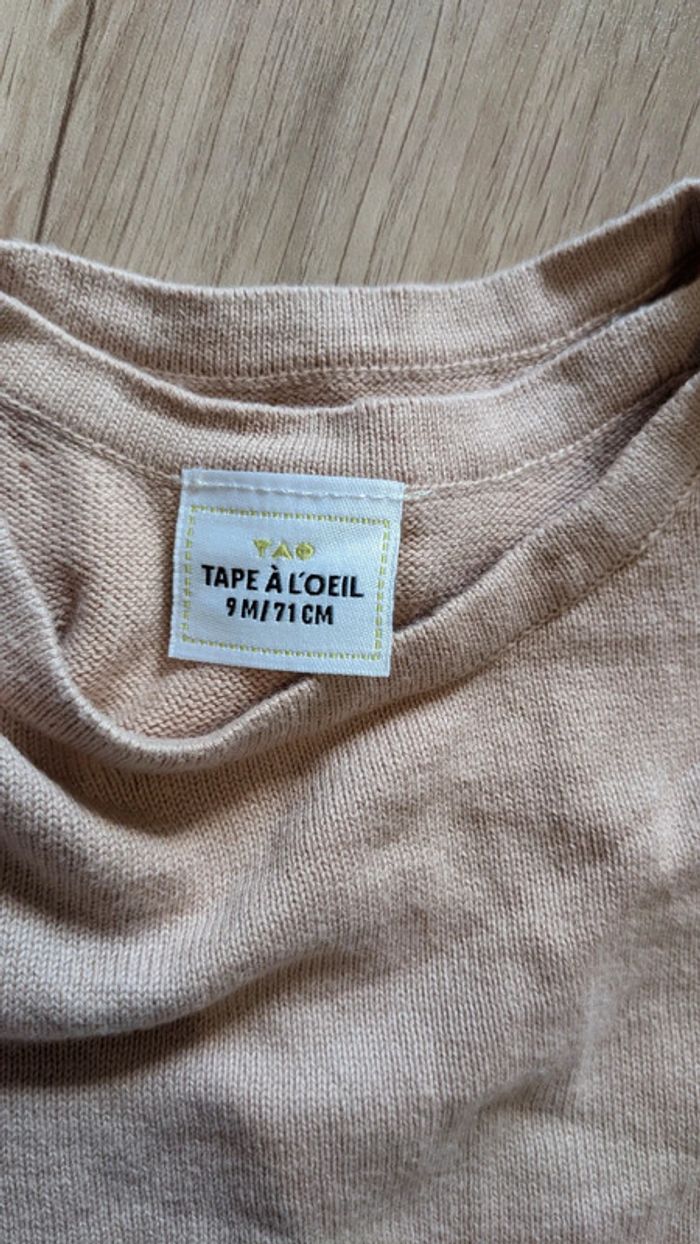 TAO
TAPE À L'OEIL
9 M/71 CM